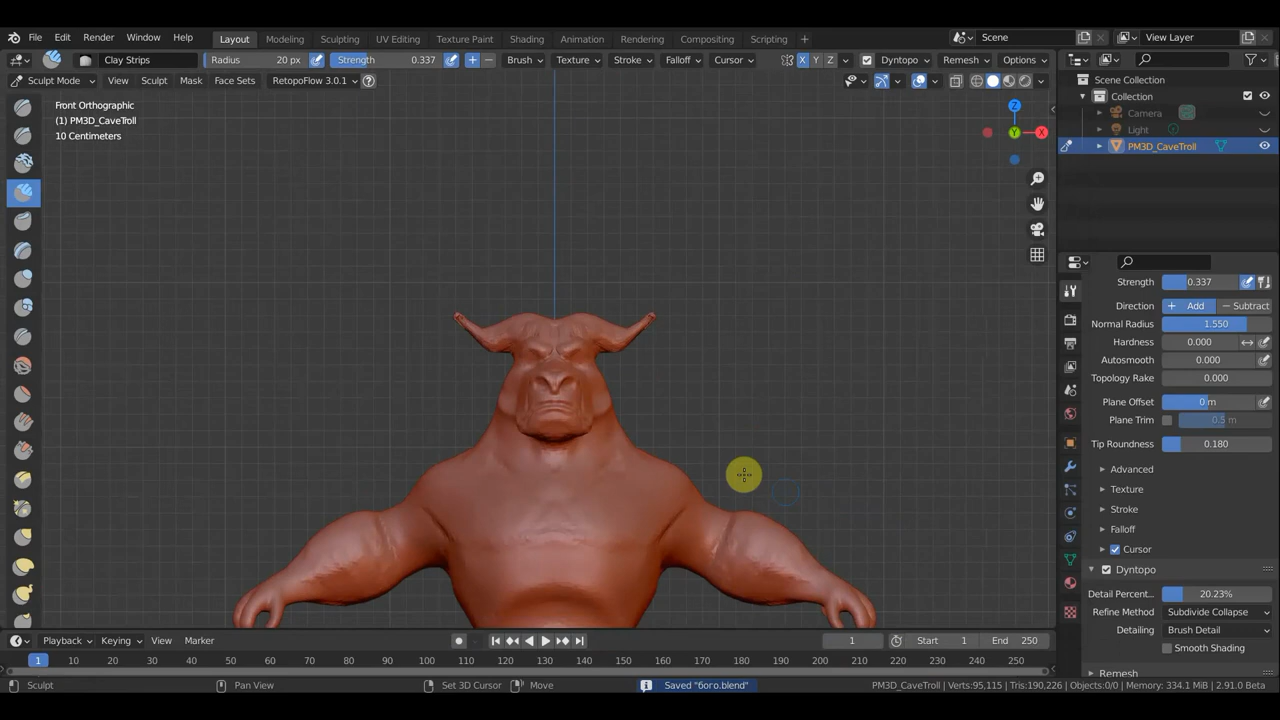 File Edit Render Window Help Layout Modeling Sculpting UV Editing Texture Paint Shading Animation Rendering Compositing Scripting + Scene View Layer
Clay Strips Radius 20 px Strength 0.337 Brush Texture Stroke Falloff Cursor X Y Z Dyntopo Remesh Options
Sculpt Mode View Sculpt Mask Face Sets RetopoFlow 3.0.1 ?
Scene Collection
Collection
Camera
Light
PM3D_CaveTroll
Front Orthographic
(1) PM3D_CaveTroll
10 Centimeters
Z
Y
X
Strength 0.337
Direction + Add − Subtract
Normal Radius 1.550
Hardness 0.000
Autosmooth 0.000
Topology Rake 0.000
Plane Offset 0 m
Plane Trim 0.5 m
Tip Roundness 0.180
Advanced
Texture
Stroke
Falloff
Cursor
Dyntopo
Detail Percent... 20.23%
Refine Method Subdivide Collapse
Detailing Brush Detail
Smooth Shading
Remesh
Playback Keying View Marker 1 Start 1 End 250
1 10 20 30 40 50 60 70 80 90 100 110 120 130 140 150 160 170 180 190 200 210 220 230 240 250
Sculpt Pan View Set 3D Cursor Move Saved "бого.blend" PM3D_CaveTroll | Verts:95,115 | Tris:190,226 | Objects:0/0 | Memory: 334.1 MiB | 2.91.0 Beta